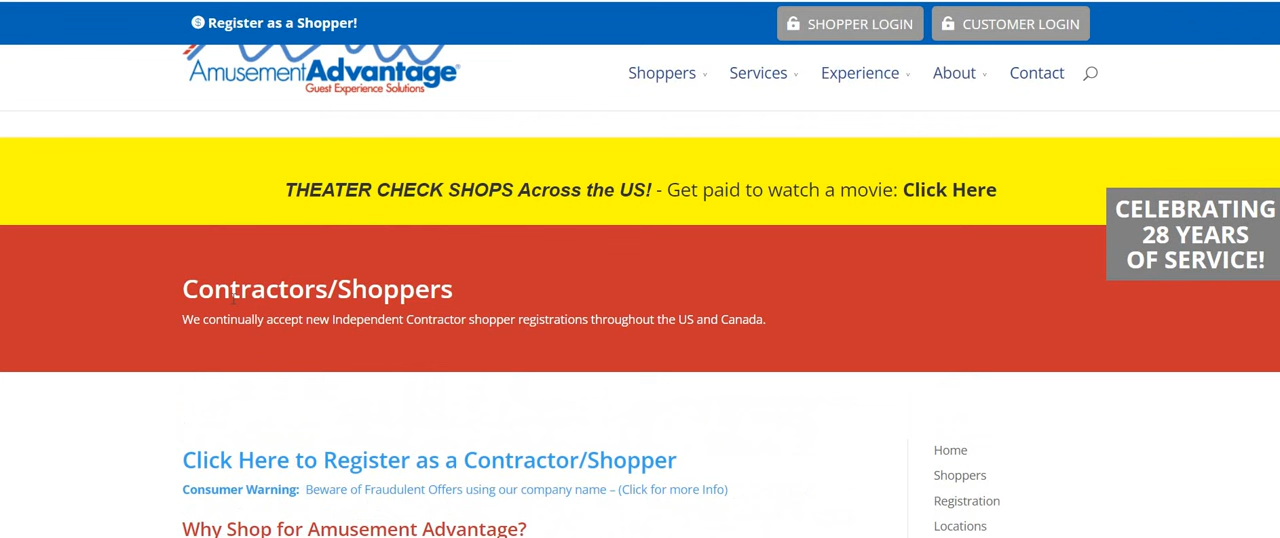 Register as a Shopper!
SHOPPER LOGIN
CUSTOMER LOGIN
AmusementAdvantage®
Guest Experience Solutions
Shoppers
Services
Experience
About
Contact
THEATER CHECK SHOPS Across the US! - Get paid to watch a movie: Click Here
CELEBRATING
28 YEARS
OF SERVICE!
Contractors/Shoppers
We continually accept new Independent Contractor shopper registrations throughout the US and Canada.
Click Here to Register as a Contractor/Shopper
Consumer Warning: Beware of Fraudulent Offers using our company name – (Click for more Info)
Why Shop for Amusement Advantage?
Home
Shoppers
Registration
Locations